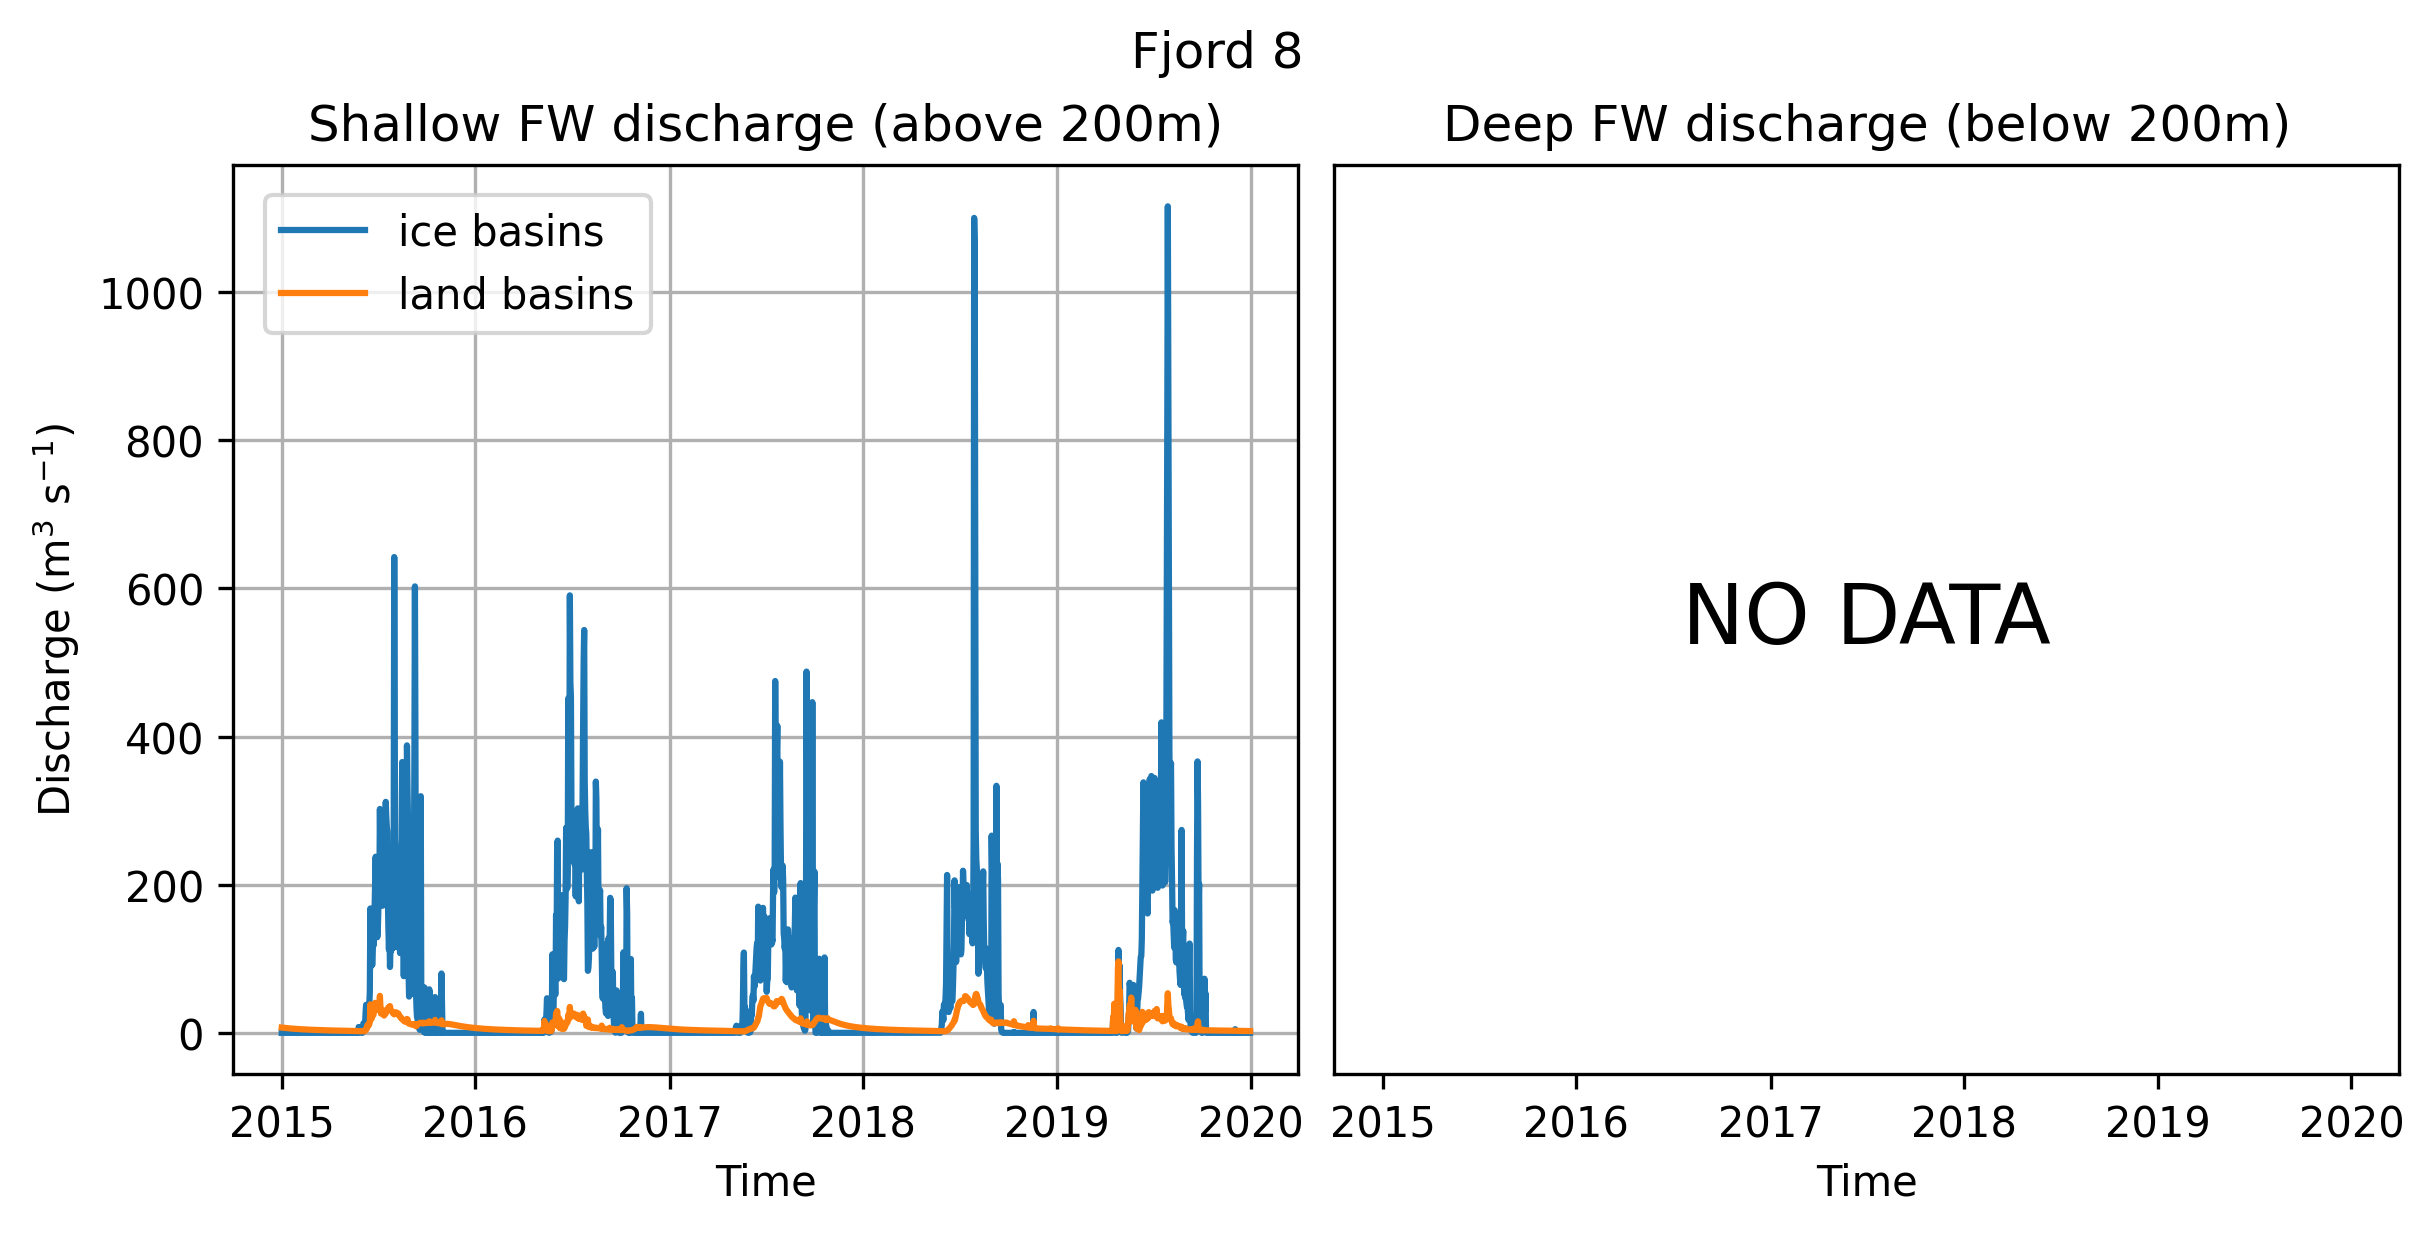 Fjord 8
Shallow FW discharge (above 200m)
Deep FW discharge (below 200m)
ice basins
land basins
1000
800
600
400
200
0
Discharge (m³ s⁻¹)
NO DATA
2015 2016 2017 2018 2019 2020
2015 2016 2017 2018 2019 2020
Time
Time